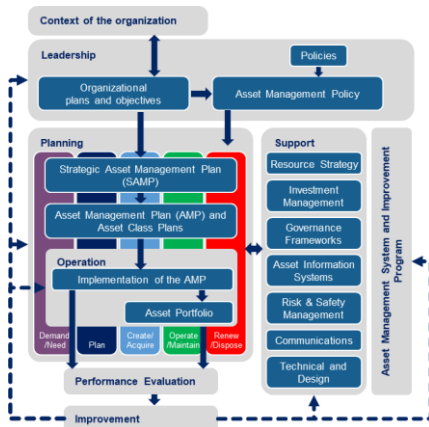 Context of the organization
Leadership
Policies
Organizational
plans and objectives
Asset Management Policy
Planning
Strategic Asset Management Plan
(SAMP)
Asset Management Plan (AMP) and
Asset Class Plans
Operation
Implementation of the AMP
Asset Portfolio
Demand
/Need
Plan
Create/
Acquire
Operate
/Maintain
Renew
/Dispose
Support
Resource Strategy
Investment
Management
Governance
Frameworks
Asset Information
Systems
Risk & Safety
Management
Communications
Technical and
Design
Asset Management System and Improvement
Program
Performance Evaluation
Improvement